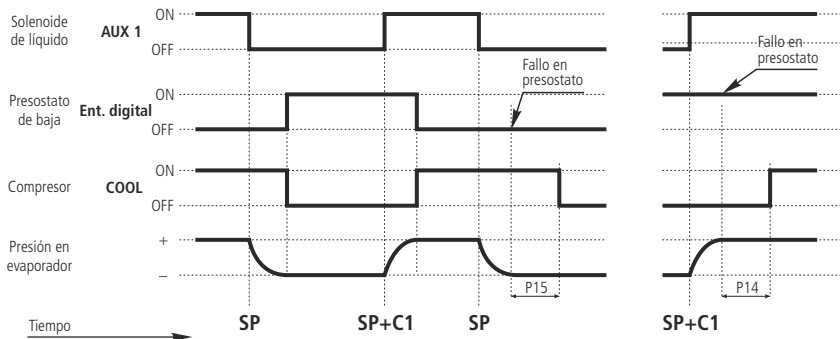 Solenoide
de líquido
AUX 1
ON
OFF
Fallo en
presostato
Fallo en
presostato
Presostato
de baja
Ent. digital
ON
OFF
Compresor
COOL
ON
OFF
Presión en
evaporador
+
–
P15
P14
Tiempo
SP
SP+C1
SP
SP+C1